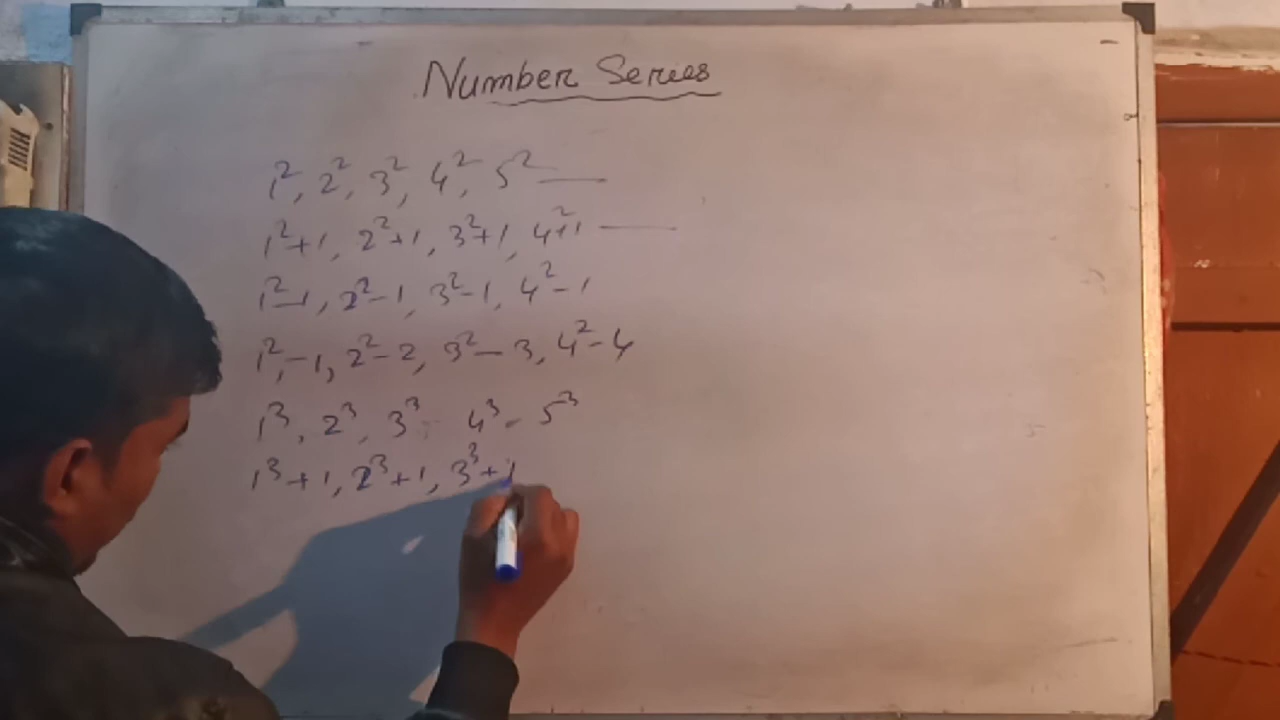 Number Series
1², 2², 3², 4², 5² —
1²+1, 2²+1, 3²+1, 4²+1 —
1²-1, 2²-1, 3²-1, 4²-1
1²-1, 2²-2, 3²-3, 4²-4
1³, 2³, 3³, 4³ - 5³
1³+1, 2³+1, 3³+1